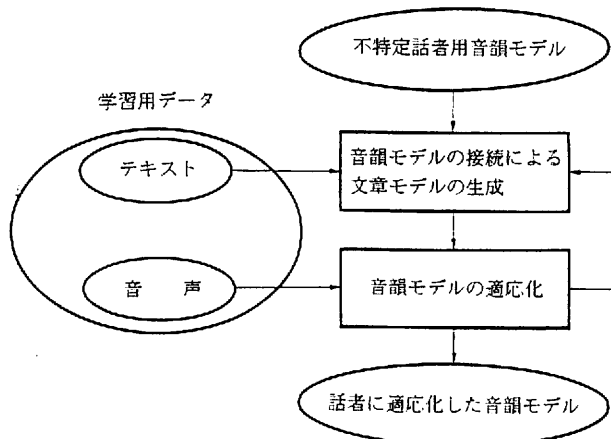 不特定話者用音韻モデル
学習用データ
テキスト
音韻モデルの接続による
文章モデルの生成
音声
音韻モデルの適応化
話者に適応化した音韻モデル